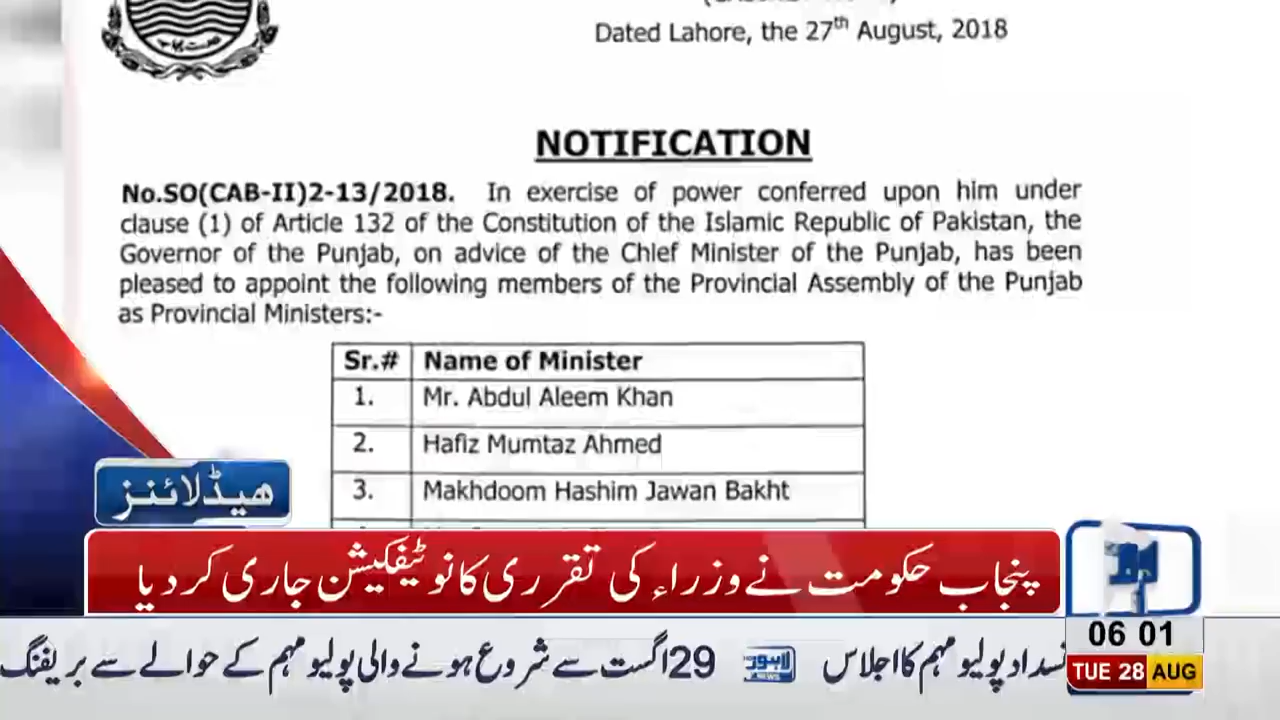 Dated Lahore, the 27th August, 2018
NOTIFICATION
No.SO(CAB-II)2-13/2018. In exercise of power conferred upon him under
clause (1) of Article 132 of the Constitution of the Islamic Republic of Pakistan, the
Governor of the Punjab, on advice of the Chief Minister of the Punjab, has been
pleased to appoint the following members of the Provincial Assembly of the Punjab
as Provincial Ministers:-
Sr.# Name of Minister
1. Mr. Abdul Aleem Khan
2. Hafiz Mumtaz Ahmed
3. Makhdoom Hashim Jawan Bakht
ھیڈلائنز
پنجاب حکومت نے وزراء کی تقرری کا نوٹیفکیشن جاری کر دیا
06 01
نسداد پولیو مہم کا اجلاس لاہور NEWS 29 اگست سے شروع ہونے والی پولیو مہم کے حوالے سے بریفنگ
TUE 28 AUG